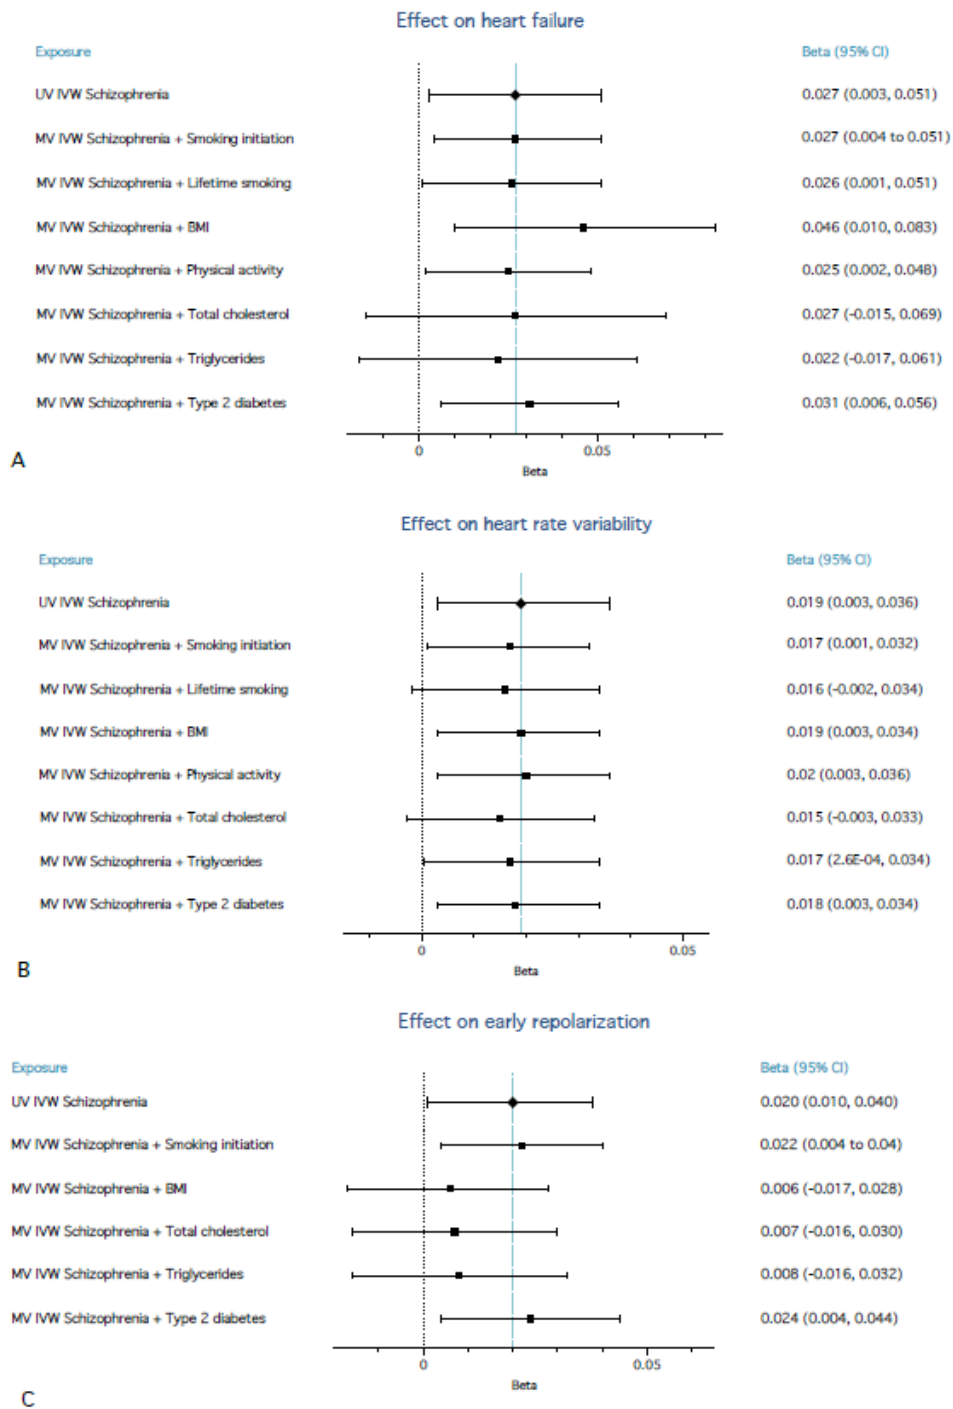 Effect on heart failure
Exposure Beta (95% CI)
UV IVW Schizophrenia 0.027 (0.003, 0.051)
MV IVW Schizophrenia + Smoking initiation 0.027 (0.004 to 0.051)
MV IVW Schizophrenia + Lifetime smoking 0.026 (0.001, 0.051)
MV IVW Schizophrenia + BMI 0.046 (0.010, 0.083)
MV IVW Schizophrenia + Physical activity 0.025 (0.002, 0.048)
MV IVW Schizophrenia + Total cholesterol 0.027 (-0.015, 0.069)
MV IVW Schizophrenia + Triglycerides 0.022 (-0.017, 0.061)
MV IVW Schizophrenia + Type 2 diabetes 0.031 (0.006, 0.056)
0 0.05
A
Beta
Effect on heart rate variability
Exposure Beta (95% CI)
UV IVW Schizophrenia 0.019 (0.003, 0.036)
MV IVW Schizophrenia + Smoking initiation 0.017 (0.001, 0.032)
MV IVW Schizophrenia + Lifetime smoking 0.016 (-0.002, 0.034)
MV IVW Schizophrenia + BMI 0.019 (0.003, 0.034)
MV IVW Schizophrenia + Physical activity 0.02 (0.003, 0.036)
MV IVW Schizophrenia + Total cholesterol 0.015 (-0.003, 0.033)
MV IVW Schizophrenia + Triglycerides 0.017 (2.6E-04, 0.034)
MV IVW Schizophrenia + Type 2 diabetes 0.018 (0.003, 0.034)
0 0.05
B
Beta
Effect on early repolarization
Exposure Beta (95% CI)
UV IVW Schizophrenia 0.020 (0.010, 0.040)
MV IVW Schizophrenia + Smoking initiation 0.022 (0.004 to 0.04)
MV IVW Schizophrenia + BMI 0.006 (-0.017, 0.028)
MV IVW Schizophrenia + Total cholesterol 0.007 (-0.016, 0.030)
MV IVW Schizophrenia + Triglycerides 0.008 (-0.016, 0.032)
MV IVW Schizophrenia + Type 2 diabetes 0.024 (0.004, 0.044)
0 0.05
Beta
C